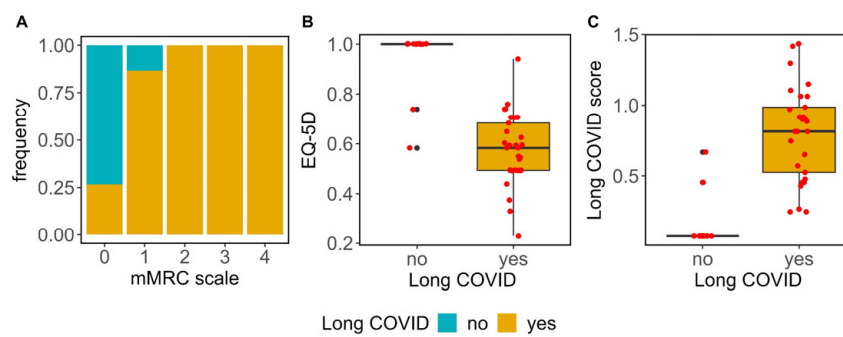 A
frequency
1.00
0.75
0.50
0.25
0.00
0 1 2 3 4
mMRC scale
B
EQ-5D
1.0
0.8
0.6
0.4
0.2
no yes
Long COVID
C
Long COVID score
1.5
1.0
0.5
no yes
Long COVID
Long COVID no yes